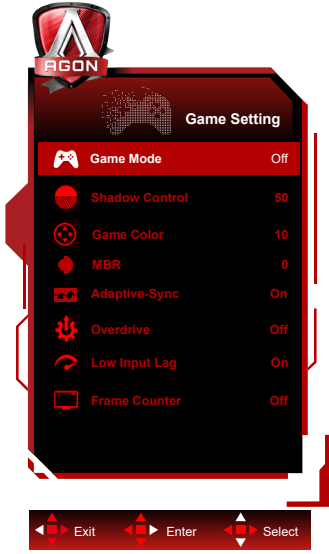 AGON
Game Setting
Game Mode Off
Shadow Control 50
Game Color 10
MBR 0
Adaptive-Sync On
Overdrive Off
Low Input Lag On
Frame Counter Off
Exit Enter Select